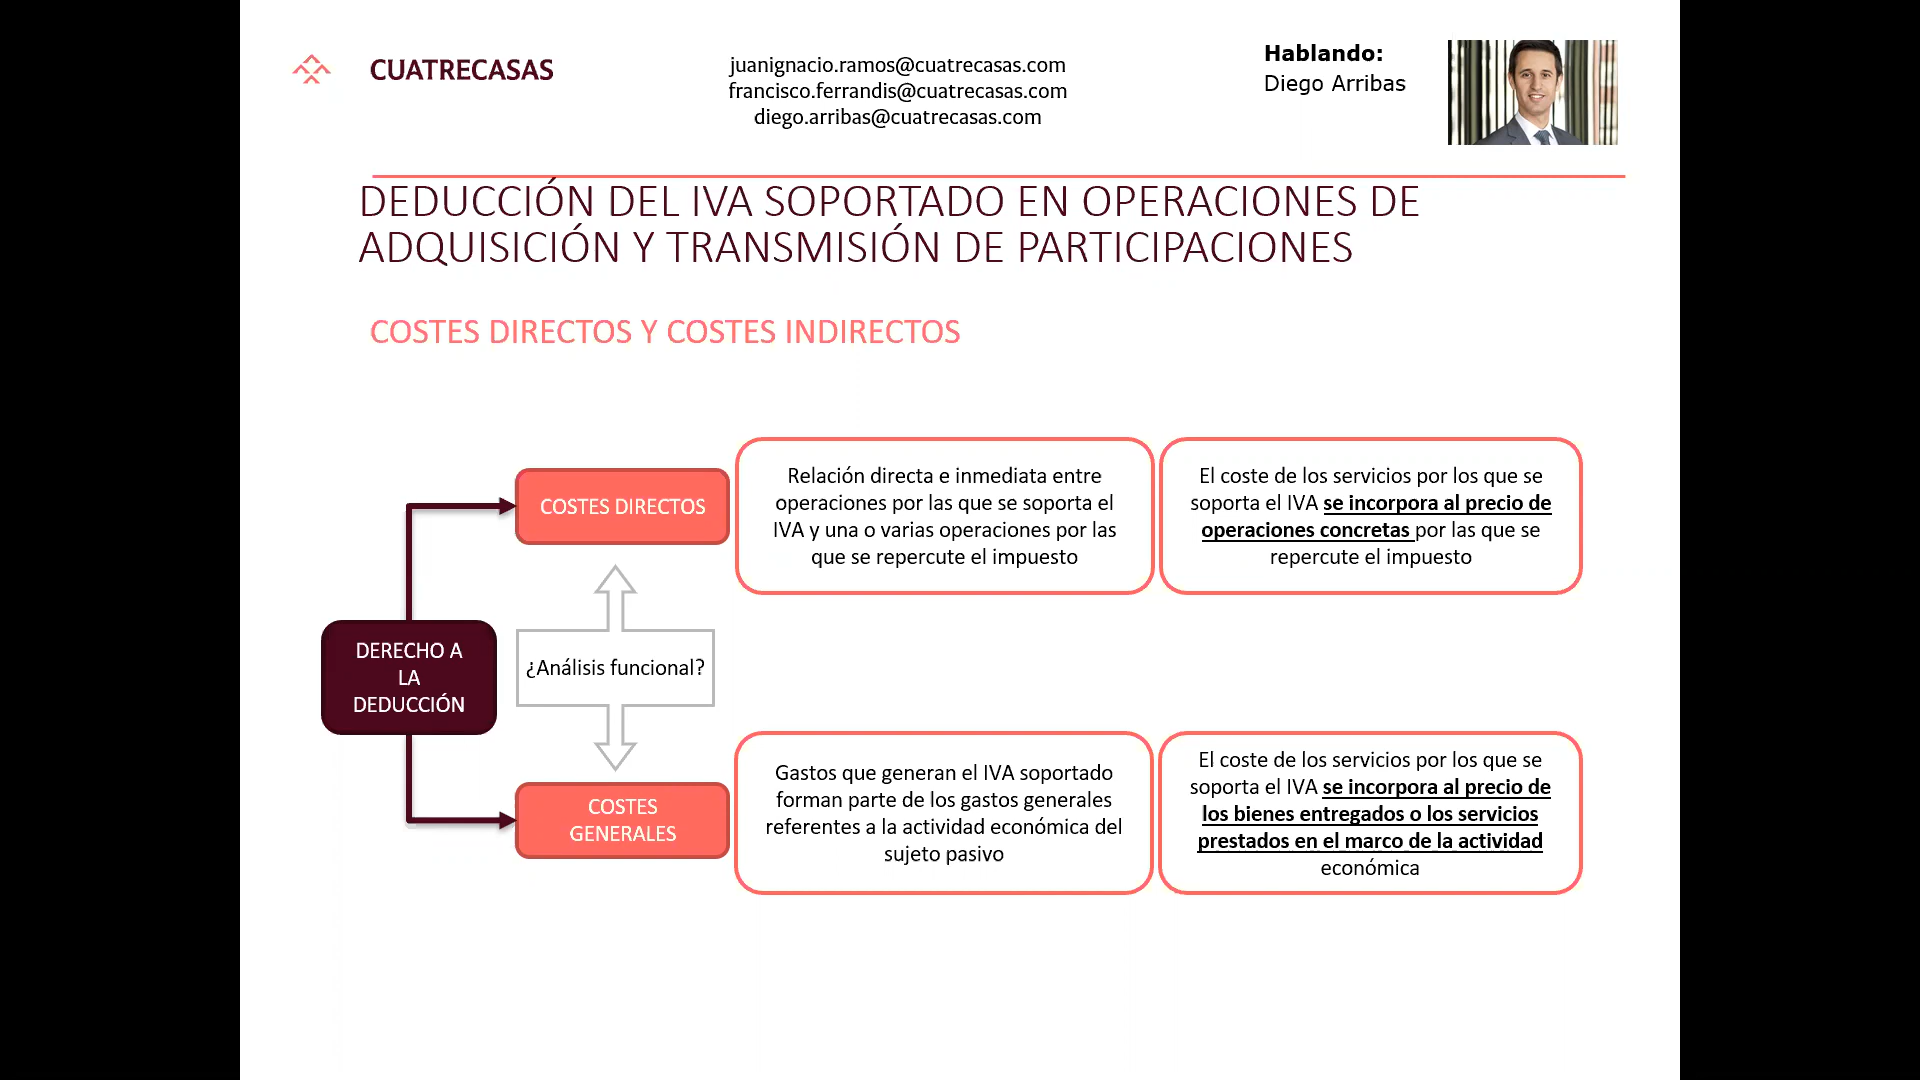 CUATRECASAS
juanignacio.ramos@cuatrecasas.com
francisco.ferrandis@cuatrecasas.com
diego.arribas@cuatrecasas.com
Hablando:
Diego Arribas
DEDUCCIÓN DEL IVA SOPORTADO EN OPERACIONES DE
ADQUISICIÓN Y TRANSMISIÓN DE PARTICIPACIONES
COSTES DIRECTOS Y COSTES INDIRECTOS
DERECHO A
LA
DEDUCCIÓN
COSTES DIRECTOS
Relación directa e inmediata entre
operaciones por las que se soporta el
IVA y una o varias operaciones por las
que se repercute el impuesto
El coste de los servicios por los que se
soporta el IVA se incorpora al precio de
operaciones concretas por las que se
repercute el impuesto
¿Análisis funcional?
COSTES
GENERALES
Gastos que generan el IVA soportado
forman parte de los gastos generales
referentes a la actividad económica del
sujeto pasivo
El coste de los servicios por los que se
soporta el IVA se incorpora al precio de
los bienes entregados o los servicios
prestados en el marco de la actividad
económica